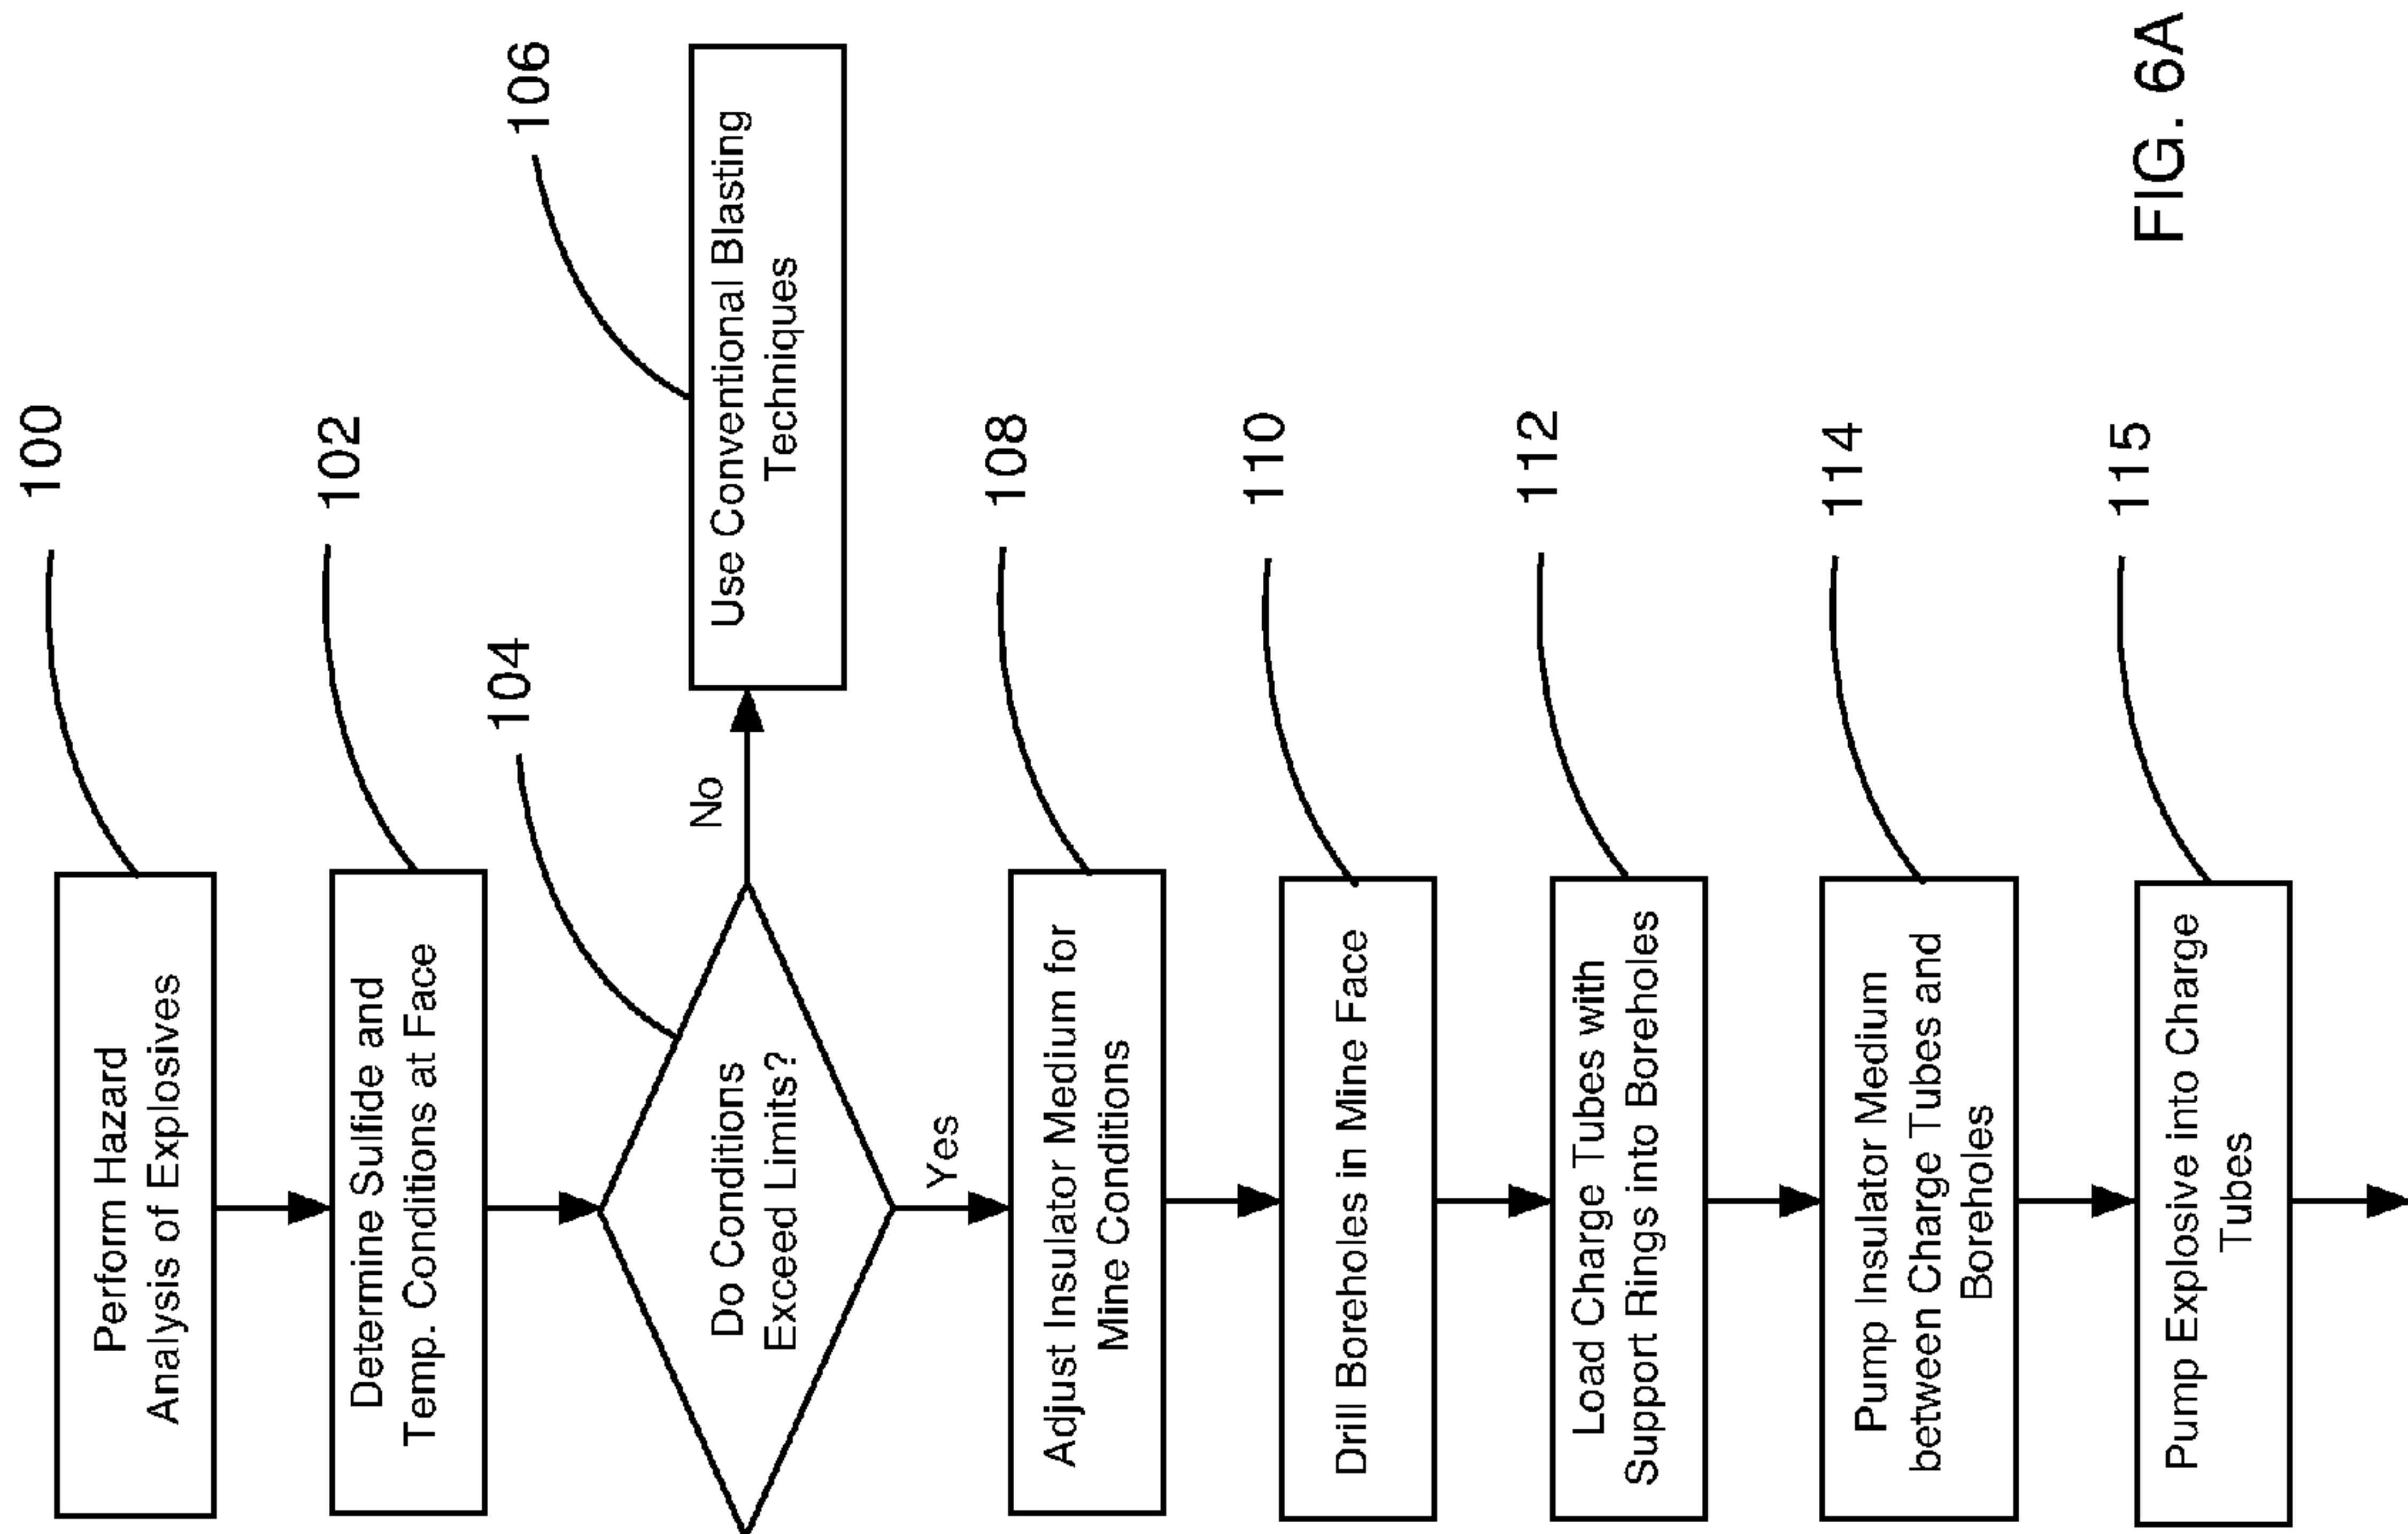 100
Perform Hazard
Analysis of Explosives
102
Determine Sulfide and
Temp. Conditions at Face
104
Do Conditions
Exceed Limits?
No
106
Use Conventional Blasting
Techniques
Yes
108
Adjust Insulator Medium for
Mine Conditions
110
Drill Boreholes in Mine Face
112
Load Charge Tubes with
Support Rings into Boreholes
114
Pump Insulator Medium
between Charge Tubes and
Boreholes
115
Pump Explosive into Charge
Tubes
FIG. 6A